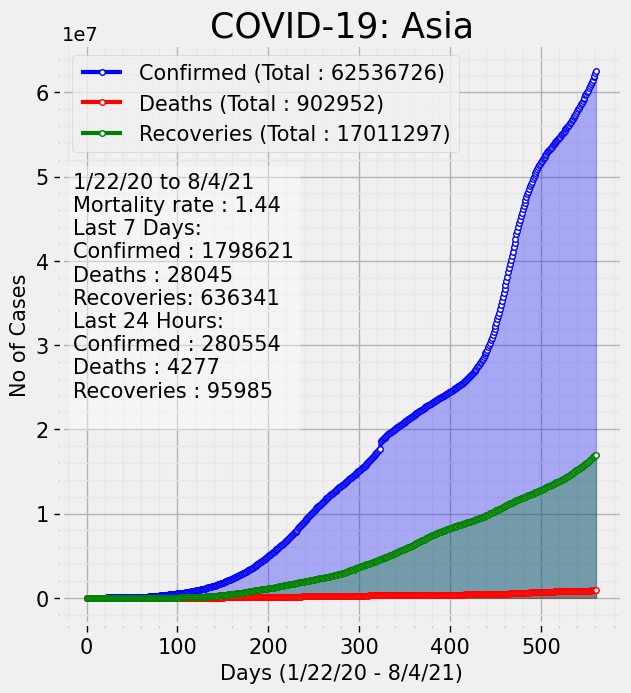 COVID-19: Asia
1e7
Confirmed (Total : 62536726)
Deaths (Total : 902952)
Recoveries (Total : 17011297)
1/22/20 to 8/4/21
Mortality rate : 1.44
Last 7 Days:
Confirmed : 1798621
Deaths : 28045
Recoveries: 636341
Last 24 Hours:
Confirmed : 280554
Deaths : 4277
Recoveries : 95985
No of Cases
6
5
4
3
2
1
0
0 100 200 300 400 500
Days (1/22/20 - 8/4/21)